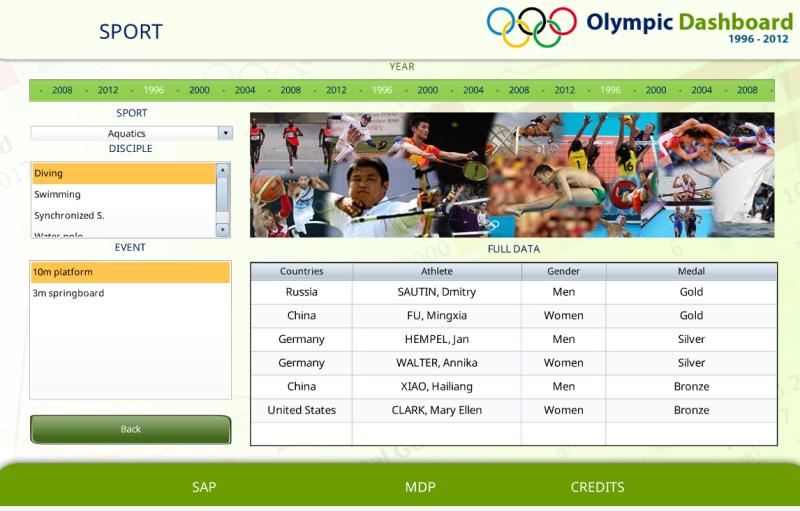 SPORT
Olympic Dashboard
1996 - 2012
YEAR
- 2008 - 2012 - 1996 - 2000 - 2004 - 2008 - 2012 - 1996 - 2000 - 2004 - 2008 - 2012 - 1996 - 2000 - 2004 - 2008 -
SPORT
Aquatics
DISCIPLE
Diving
Swimming
Synchronized S.
Water polo
EVENT
10m platform
3m springboard
Back
FULL DATA
Countries Athlete Gender Medal
Russia SAUTIN, Dmitry Men Gold
China FU, Mingxia Women Gold
Germany HEMPEL, Jan Men Silver
Germany WALTER, Annika Women Silver
China XIAO, Hailiang Men Bronze
United States CLARK, Mary Ellen Women Bronze
SAP MDP CREDITS